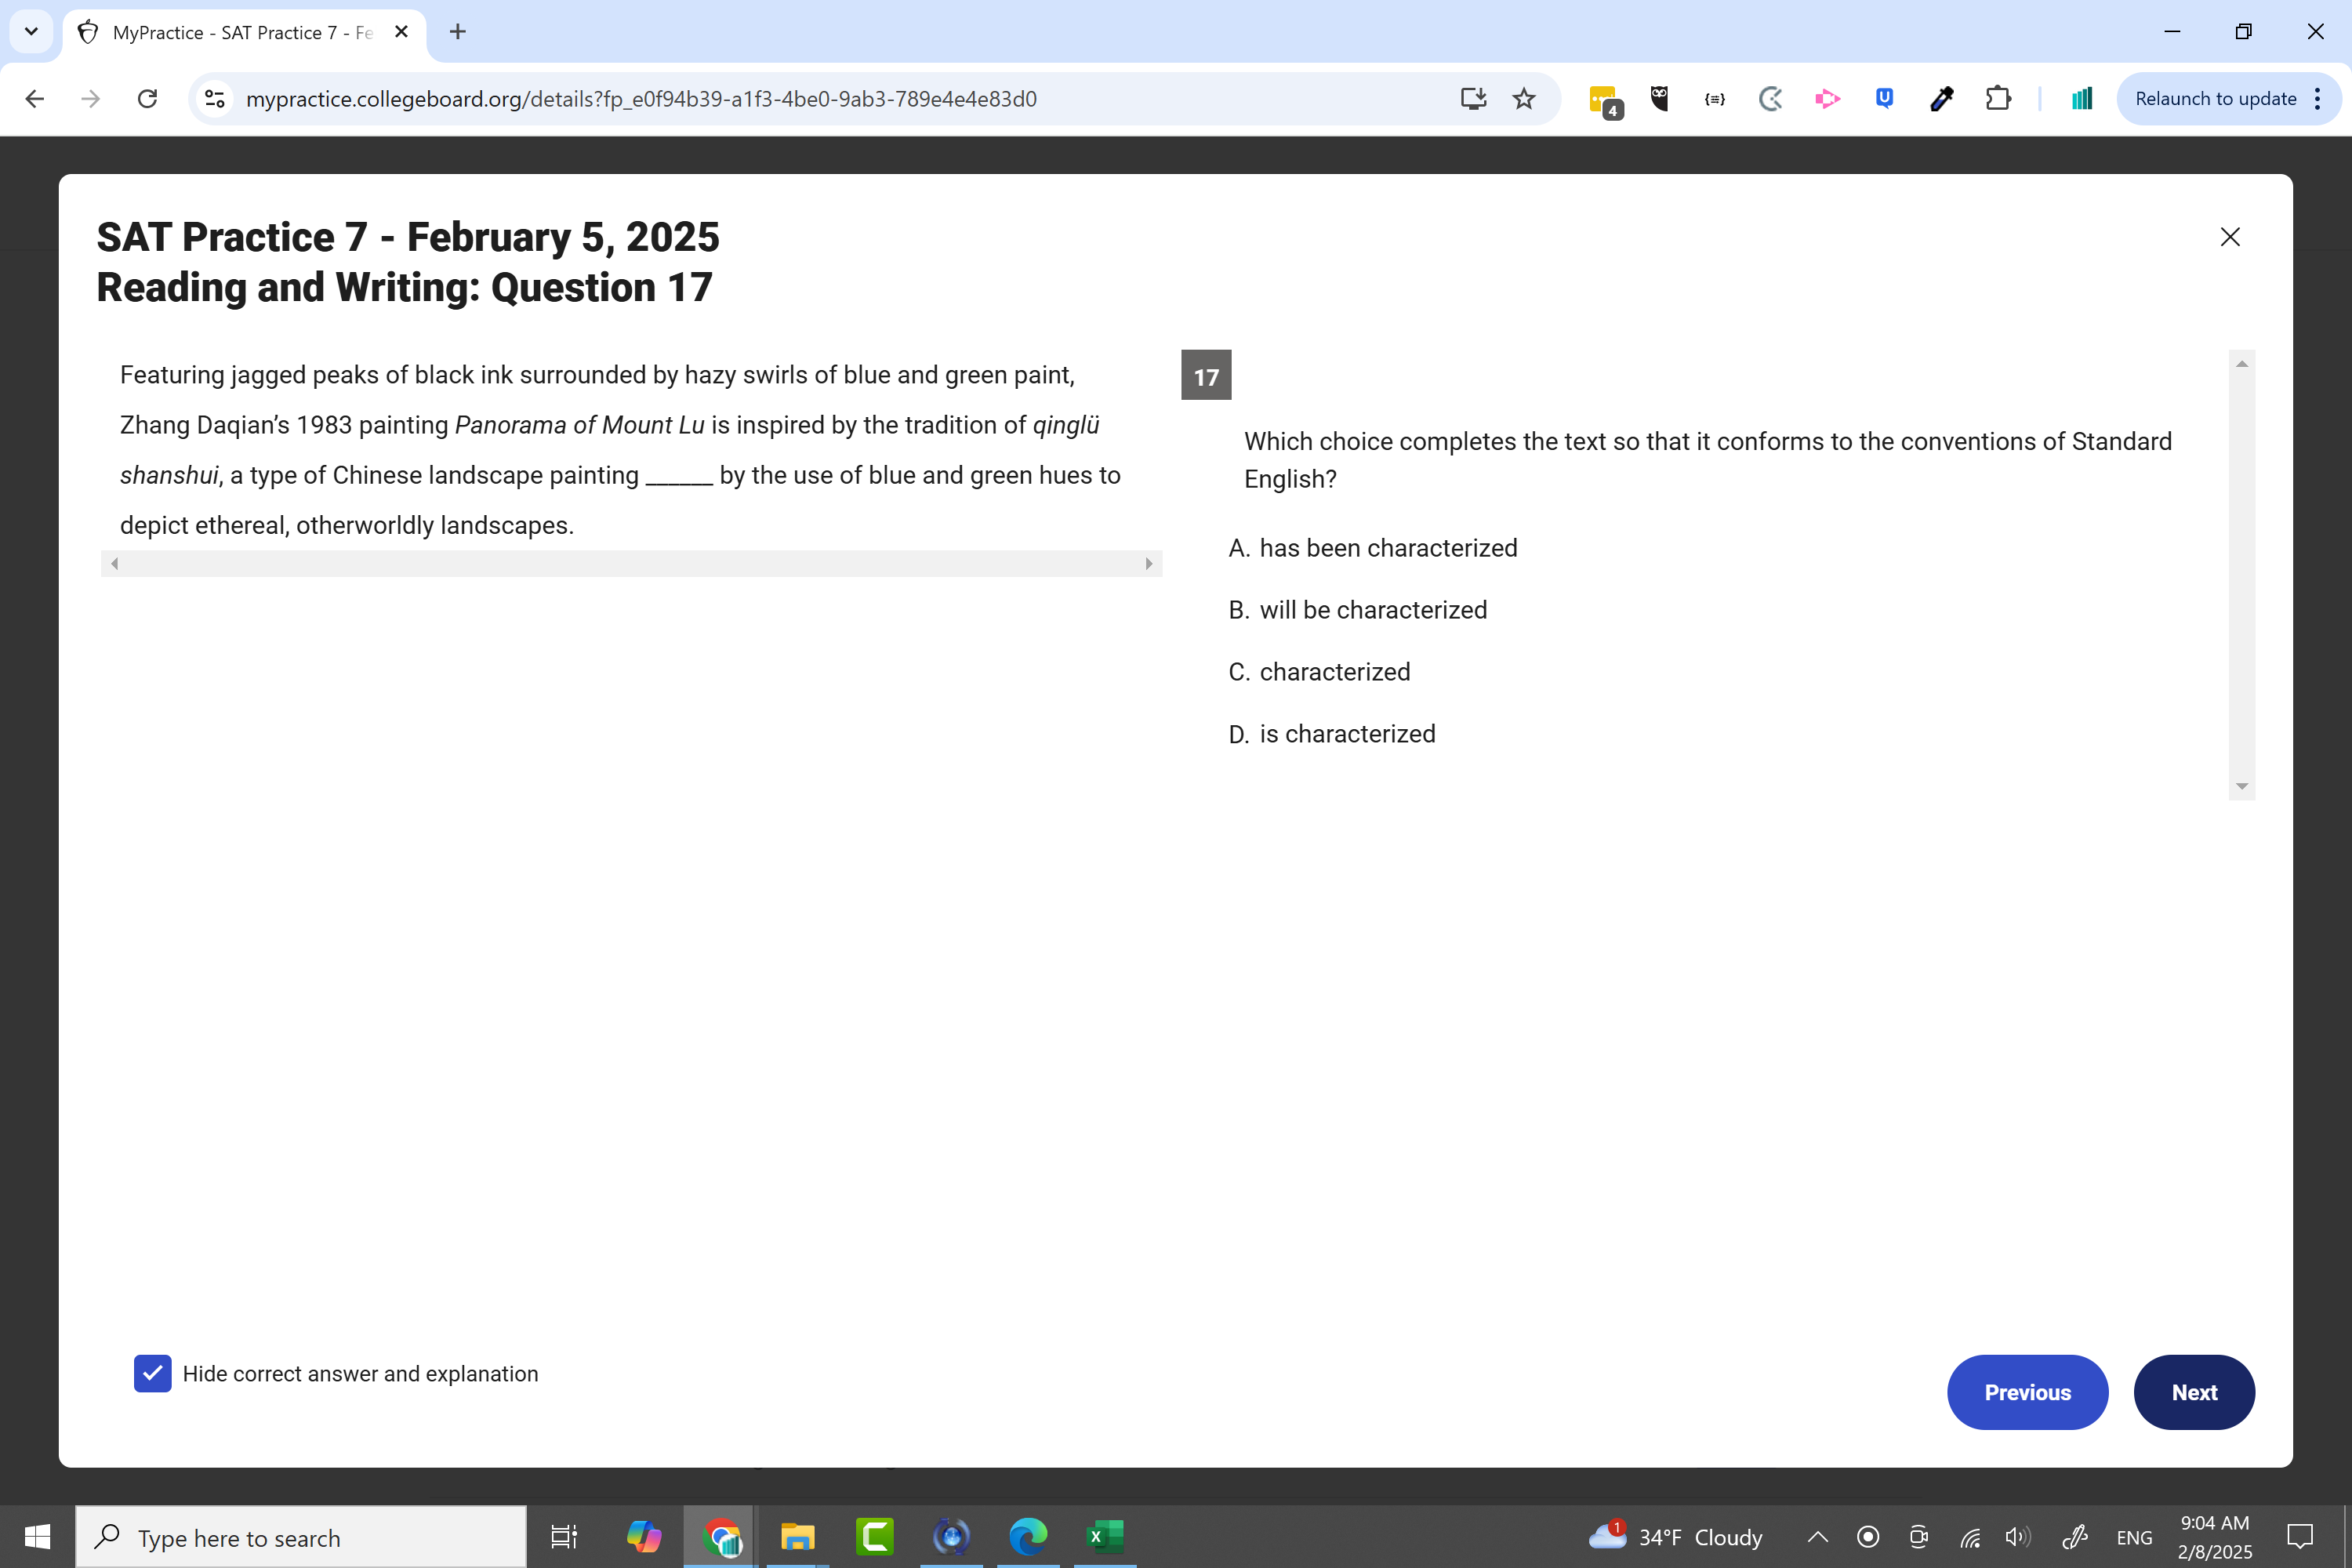 MyPractice - SAT Practice 7 - Fe
mypractice.collegeboard.org/details?fp_e0f94b39-a1f3-4be0-9ab3-789e4e4e83d0
4
{≡}
U
Relaunch to update
SAT Practice 7 - February 5, 2025
Reading and Writing: Question 17
Featuring jagged peaks of black ink surrounded by hazy swirls of blue and green paint,
Zhang Daqian’s 1983 painting Panorama of Mount Lu is inspired by the tradition of qinglü
shanshui, a type of Chinese landscape painting ______ by the use of blue and green hues to
depict ethereal, otherworldly landscapes.
17
Which choice completes the text so that it conforms to the conventions of Standard
English?
A. has been characterized
B. will be characterized
C. characterized
D. is characterized
Hide correct answer and explanation
Previous
Next
Type here to search
1
34°F Cloudy
ENG
9:04 AM
2/8/2025